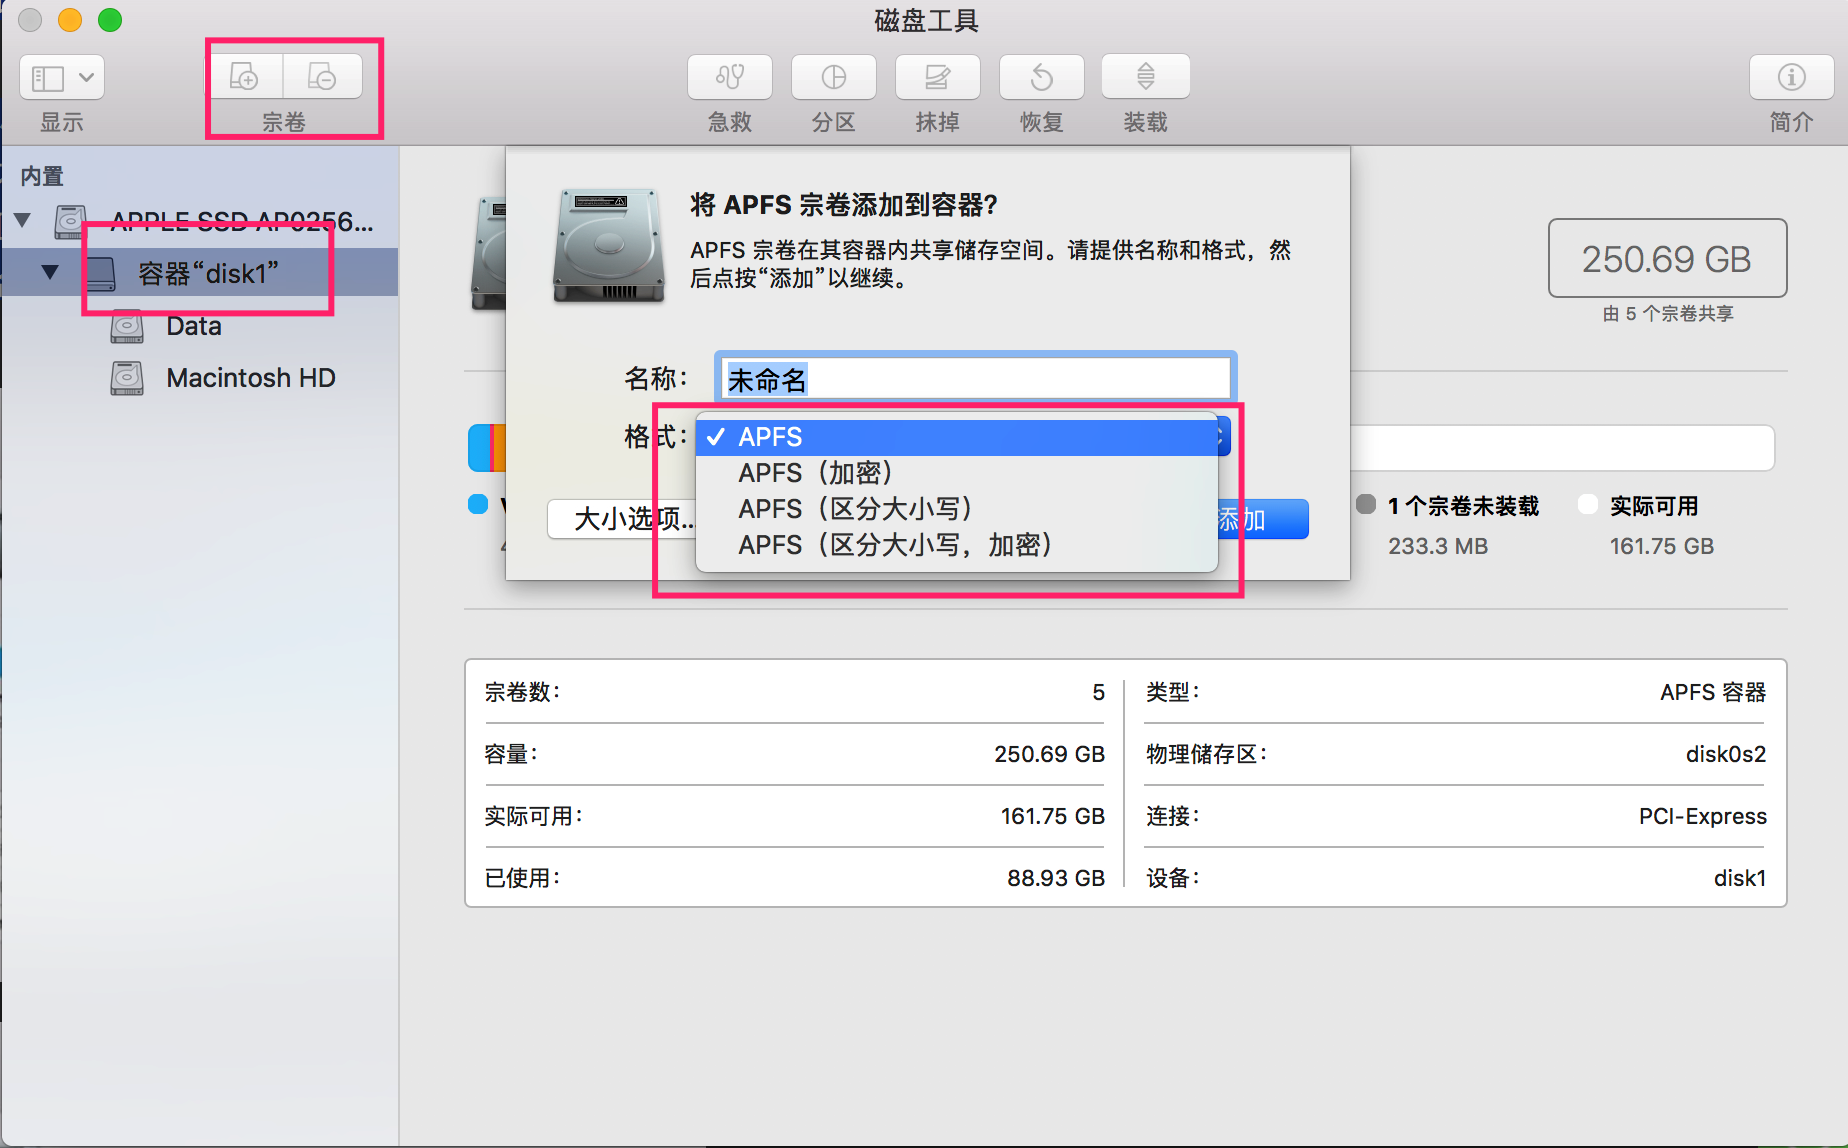 磁盘工具
显示
宗卷
急救
分区
抹掉
恢复
装载
简介
内置
APPLE SSD AP0256...
容器“disk1”
Data
Macintosh HD
将 APFS 宗卷添加到容器?
APFS 宗卷在其容器内共享储存空间。请提供名称和格式，然
后点按“添加”以继续。
名称：
未命名
格式：
APFS
APFS（加密）
APFS（区分大小写）
APFS（区分大小写，加密）
大小选项...
添加
250.69 GB
由 5 个宗卷共享
1 个宗卷未装载
233.3 MB
实际可用
161.75 GB
宗卷数：
5
类型：
APFS 容器
容量：
250.69 GB
物理储存区：
disk0s2
实际可用：
161.75 GB
连接：
PCI-Express
已使用：
88.93 GB
设备：
disk1